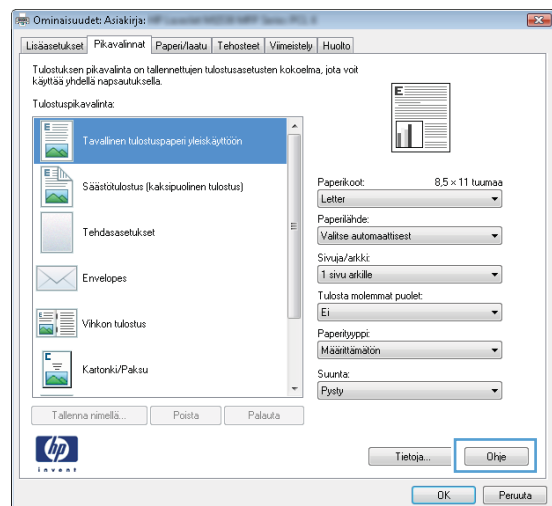 Ominaisuudet: Asiakirja:
Lisäasetukset Pikavalinnat Paperi/laatu Tehosteet Viimeistely Huolto
Tulostuksen pikavalinta on tallennettujen tulostusasetusten kokoelma, jota voit
käyttää yhdellä napsautuksella.
Tulostuspikavalinta:
Tavallinen tulostuspaperi yleiskäyttöön
Säästötulostus (kaksipuolinen tulostus)
Tehdasasetukset
Envelopes
Vihkon tulostus
Kartonki/Paksu
Tallenna nimellä... Poista Palauta
E
Paperikoot: 8,5 × 11 tuumaa
Letter
Paperilähde:
Valitse automaattisest
Sivuja/arkki:
1 sivu arkille
Tulosta molemmat puolet:
Ei
Paperityyppi:
Määrittämätön
Suunta:
Pysty
hp
invent
Tietoja... Ohje
OK Peruuta